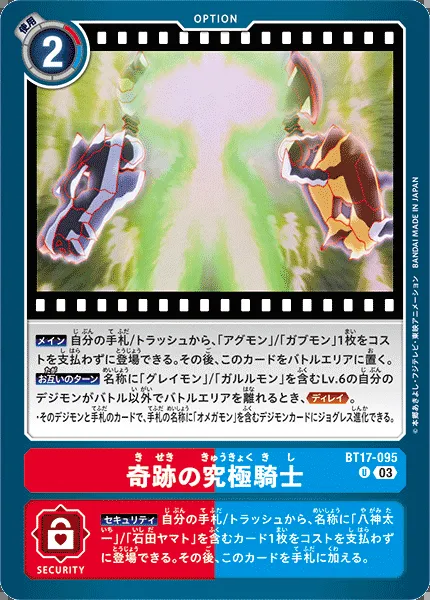 OPTION
使用
2
メイン 自分の手札/トラッシュから、「アグモン」/「ガブモン」1枚をコス
トを支払わずに登場できる。その後、このカードをバトルエリアに置く。
お互いのターン 名称に「グレイモン」/「ガルルモン」を含むLv.6の自分の
デジモンがバトル以外でバトルエリアを離れるとき、ディレイ。
・そのデジモンと手札のカードで、手札の名称に「オメガモン」を含むデジモンカードにジョグレス進化できる。
©本郷あきよし・フジテレビ・東映アニメーション BANDAI MADE IN JAPAN
BT17-095
U 03
きせき きゅうきょくきし
奇跡の究極騎士
セキュリティ 自分の手札/トラッシュから、名称に「八神太
一」/「石田ヤマト」を含むカード1枚をコストを支払わず
に登場できる。その後、このカードを手札に加える。
SECURITY